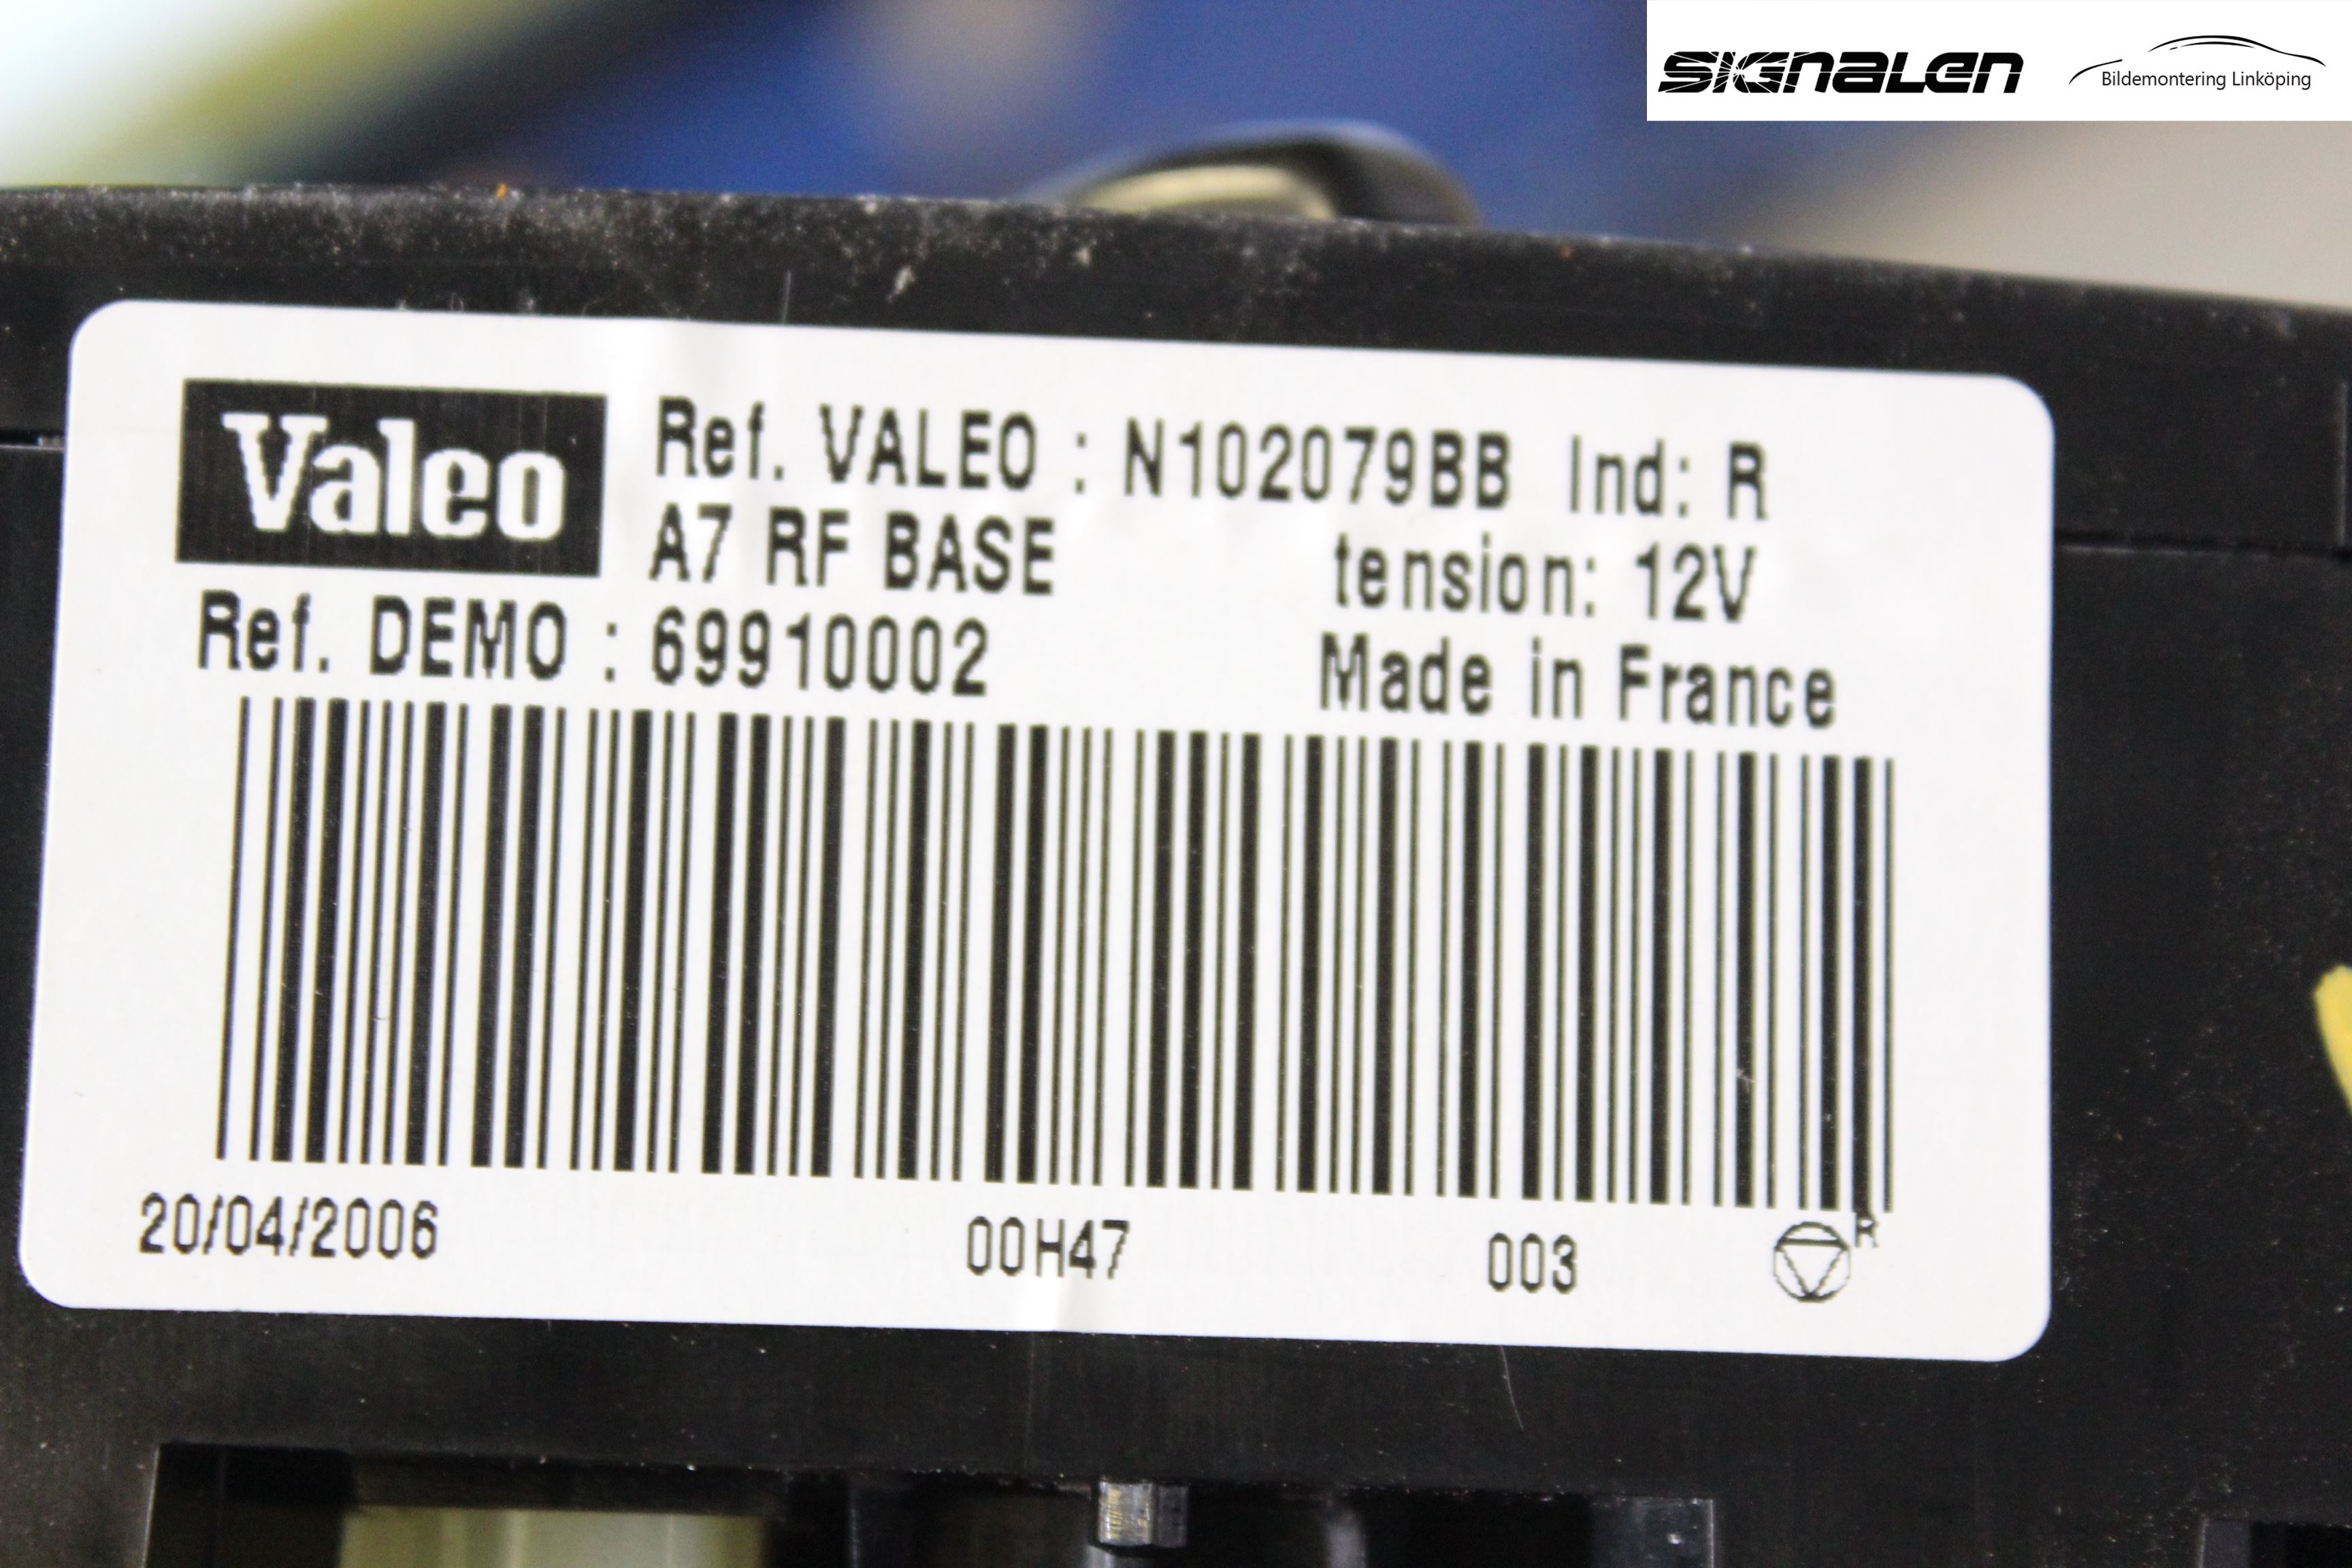 SIGNALEN
Bildemontering Linköping
Valeo
Ref. VALEO : N102079BB Ind: R
A7 RF BASE tension: 12V
Ref. DEMO : 69910002 Made in France
20/04/2006 00H47 003 R